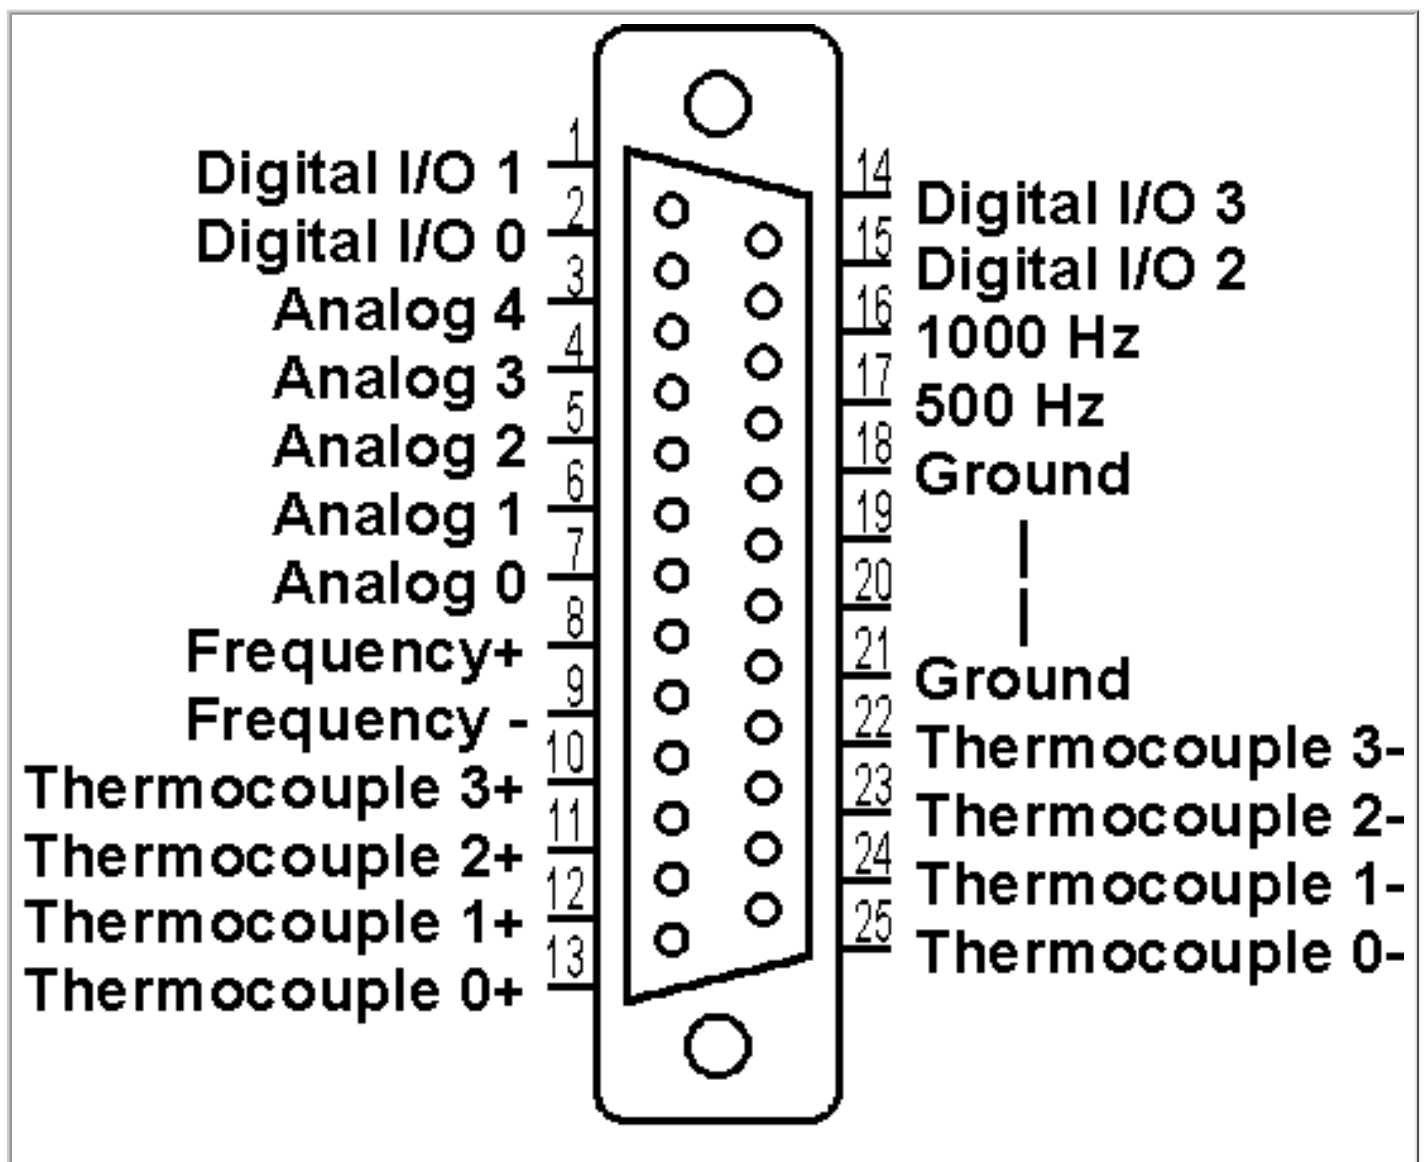 1
Digital I/O 1
2
Digital I/O 0
3
Analog 4
4
Analog 3
5
Analog 2
6
Analog 1
7
Analog 0
8
Frequency+
9
Frequency -
10
Thermocouple 3+
11
Thermocouple 2+
12
Thermocouple 1+
13
Thermocouple 0+
14
Digital I/O 3
15
Digital I/O 2
16
1000 Hz
17
500 Hz
18
Ground
19
20
21
Ground
22
Thermocouple 3-
23
Thermocouple 2-
24
Thermocouple 1-
25
Thermocouple 0-